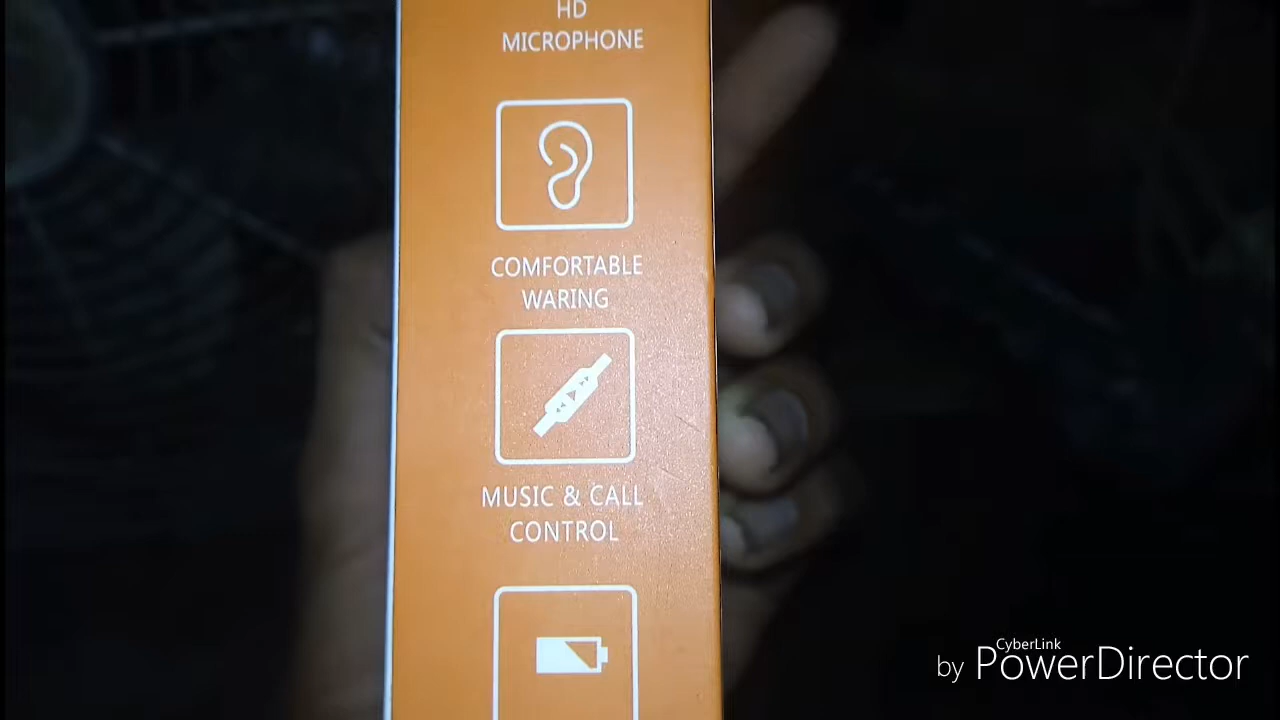 HD
MICROPHONE
COMFORTABLE
WARING
MUSIC & CALL
CONTROL
CyberLink
by PowerDirector